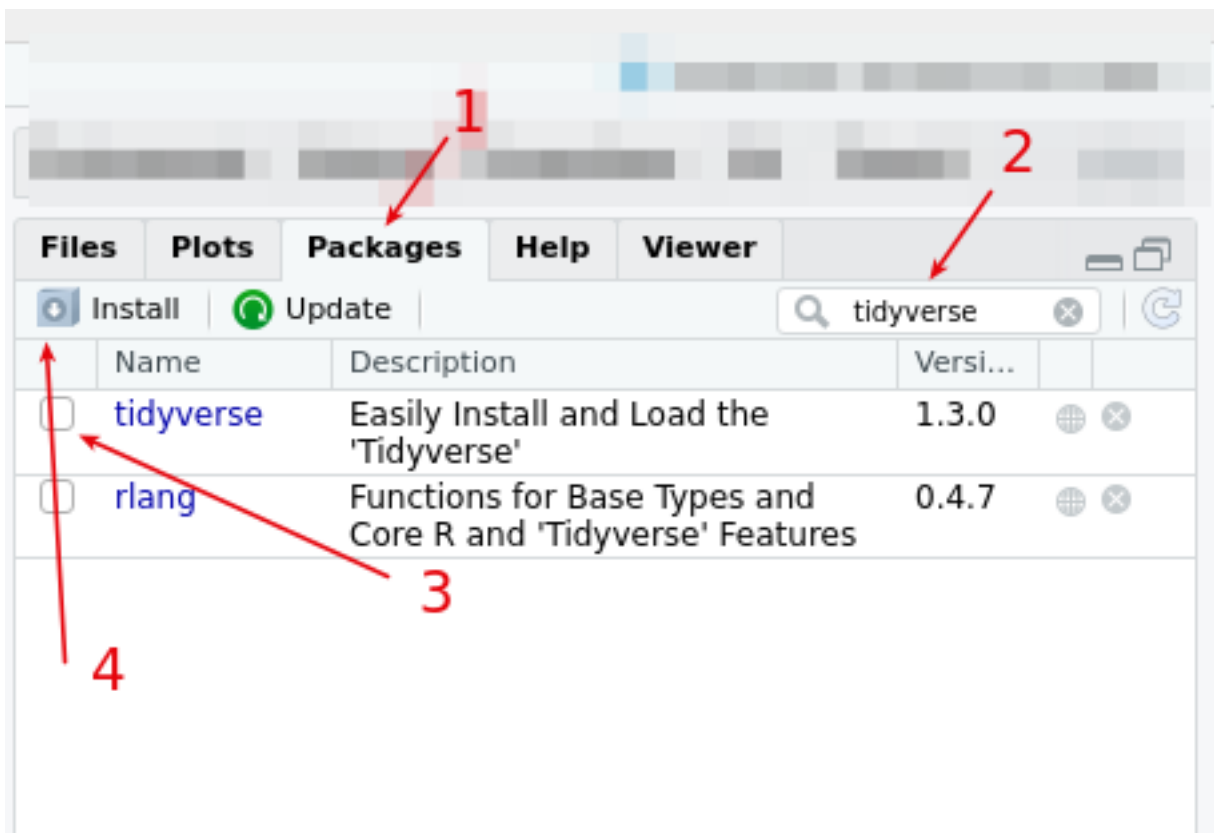 1
2
Files Plots Packages Help Viewer
Install Update tidyverse
Name Description Versi...
tidyverse Easily Install and Load the 1.3.0
'Tidyverse'
rlang Functions for Base Types and 0.4.7
Core R and 'Tidyverse' Features
3
4